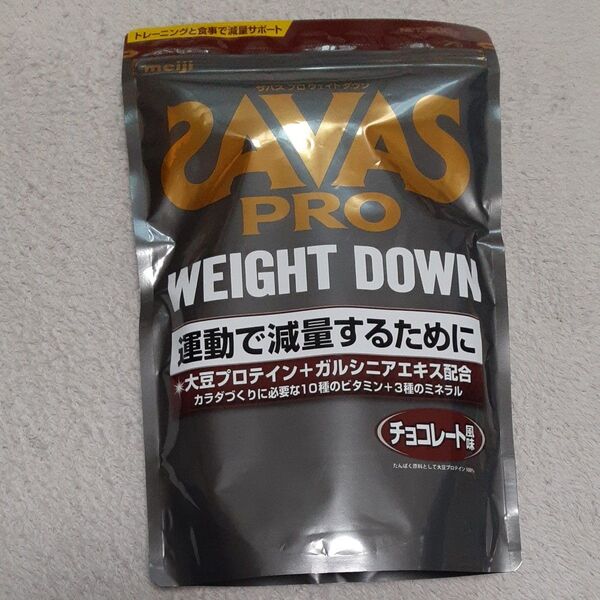 トレーニングと食事で減量サポート
meiji
ザバス プロ ウェイトダウン
SAVAS
PRO
WEIGHT DOWN
運動で減量するために
大豆プロテイン+ガルシニアエキス配合
カラダづくりに必要な10種のビタミン+3種のミネラル
チョコレート風味
たんぱく原料として大豆プロテイン100%